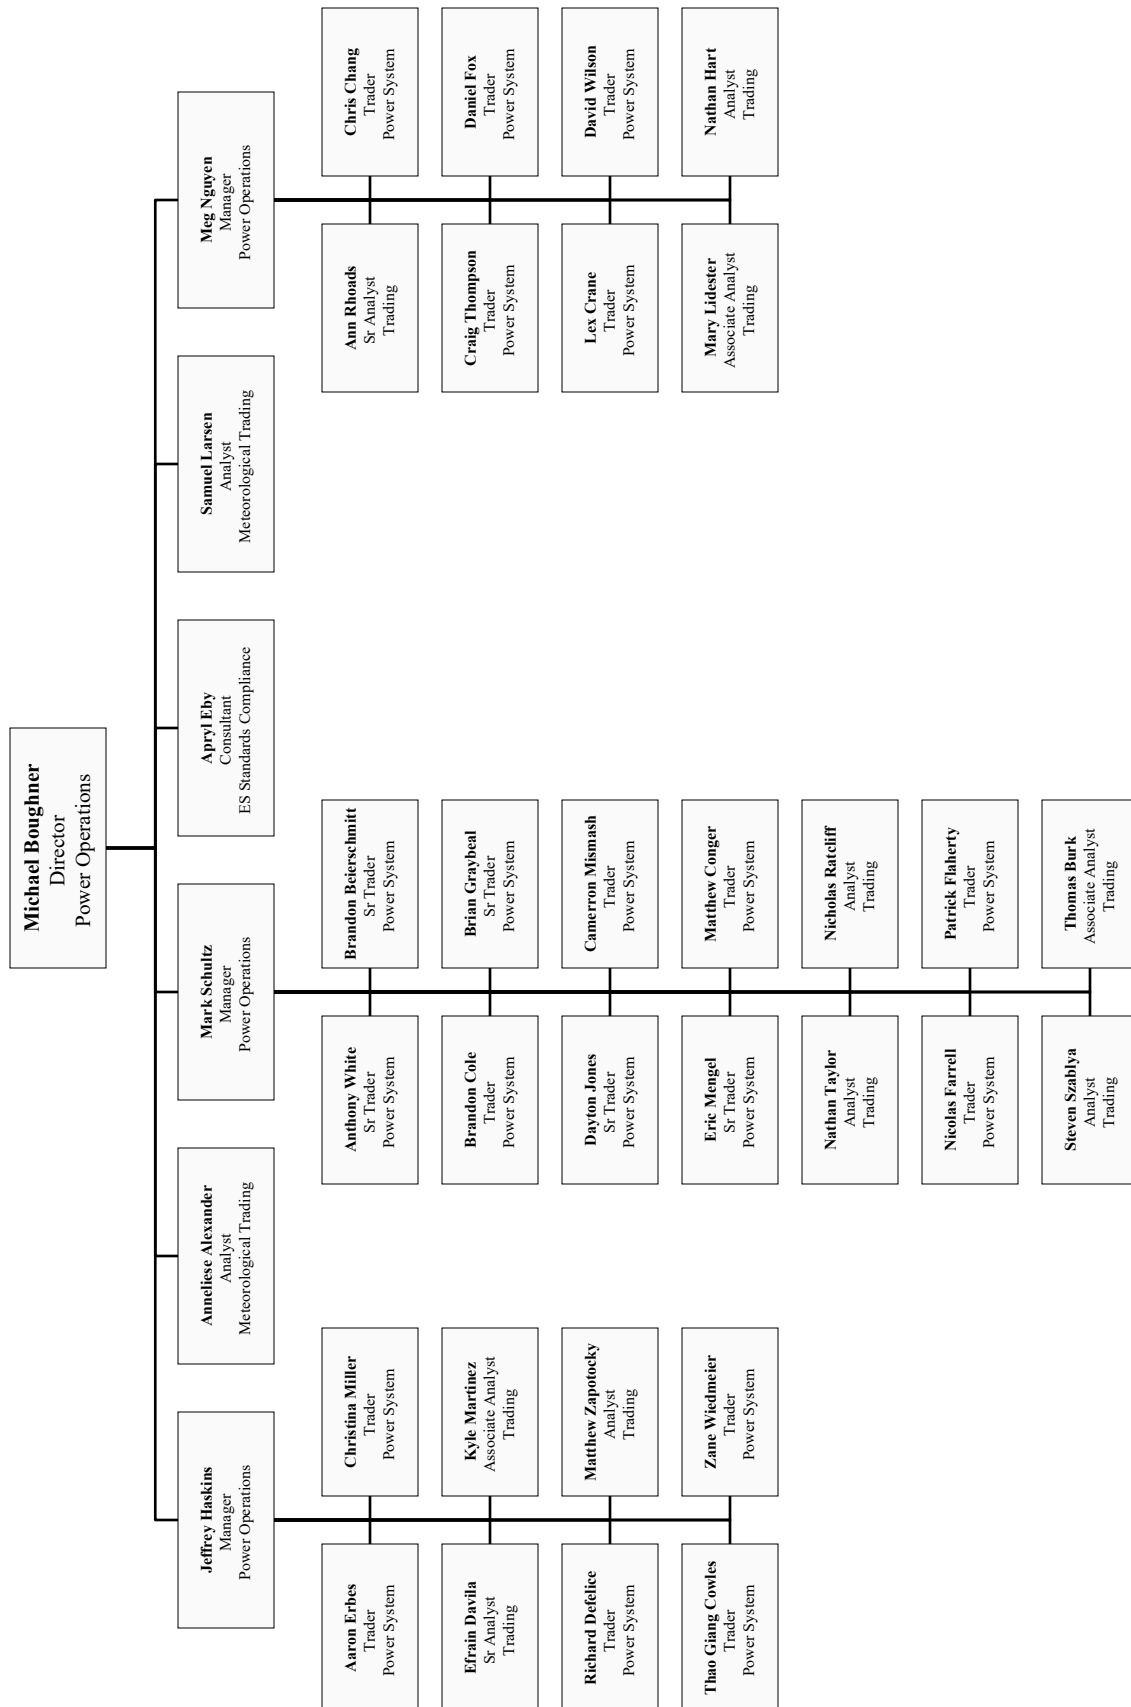 Michael Boughner
Director
Power Operations
Jeffrey Haskins
Manager
Power Operations
Anneliese Alexander
Analyst
Meteorological Trading
Mark Schultz
Manager
Power Operations
Apryl Eby
Consultant
ES Standards Compliance
Samuel Larsen
Analyst
Meteorological Trading
Meg Nguyen
Manager
Power Operations
Aaron Erbes
Trader
Power System
Christina Miller
Trader
Power System
Efrain Davila
Sr Analyst
Trading
Kyle Martinez
Associate Analyst
Trading
Richard Defelice
Trader
Power System
Matthew Zapotocky
Analyst
Trading
Thao Giang Cowles
Trader
Power System
Zane Wiedmeier
Trader
Power System
Anthony White
Sr Trader
Power System
Brandon Beierschmitt
Sr Trader
Power System
Brandon Cole
Trader
Power System
Brian Graybeal
Sr Trader
Power System
Dayton Jones
Sr Trader
Power System
Camerron Mismash
Trader
Power System
Eric Mengel
Sr Trader
Power System
Matthew Conger
Trader
Power System
Nathan Taylor
Analyst
Trading
Nicholas Ratcliff
Analyst
Trading
Nicolas Farrell
Trader
Power System
Patrick Flaherty
Trader
Power System
Steven Szablya
Analyst
Trading
Thomas Burk
Associate Analyst
Trading
Ann Rhoads
Sr Analyst
Trading
Chris Chang
Trader
Power System
Craig Thompson
Trader
Power System
Daniel Fox
Trader
Power System
Lex Crane
Trader
Power System
David Wilson
Trader
Power System
Mary Lidester
Associate Analyst
Trading
Nathan Hart
Analyst
Trading